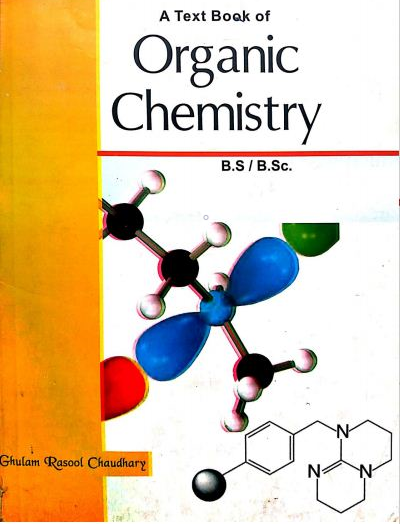 A Text Book of
Organic
Chemistry
B.S / B.Sc.
Ghulam Rasool Chaudhary
N
N
N